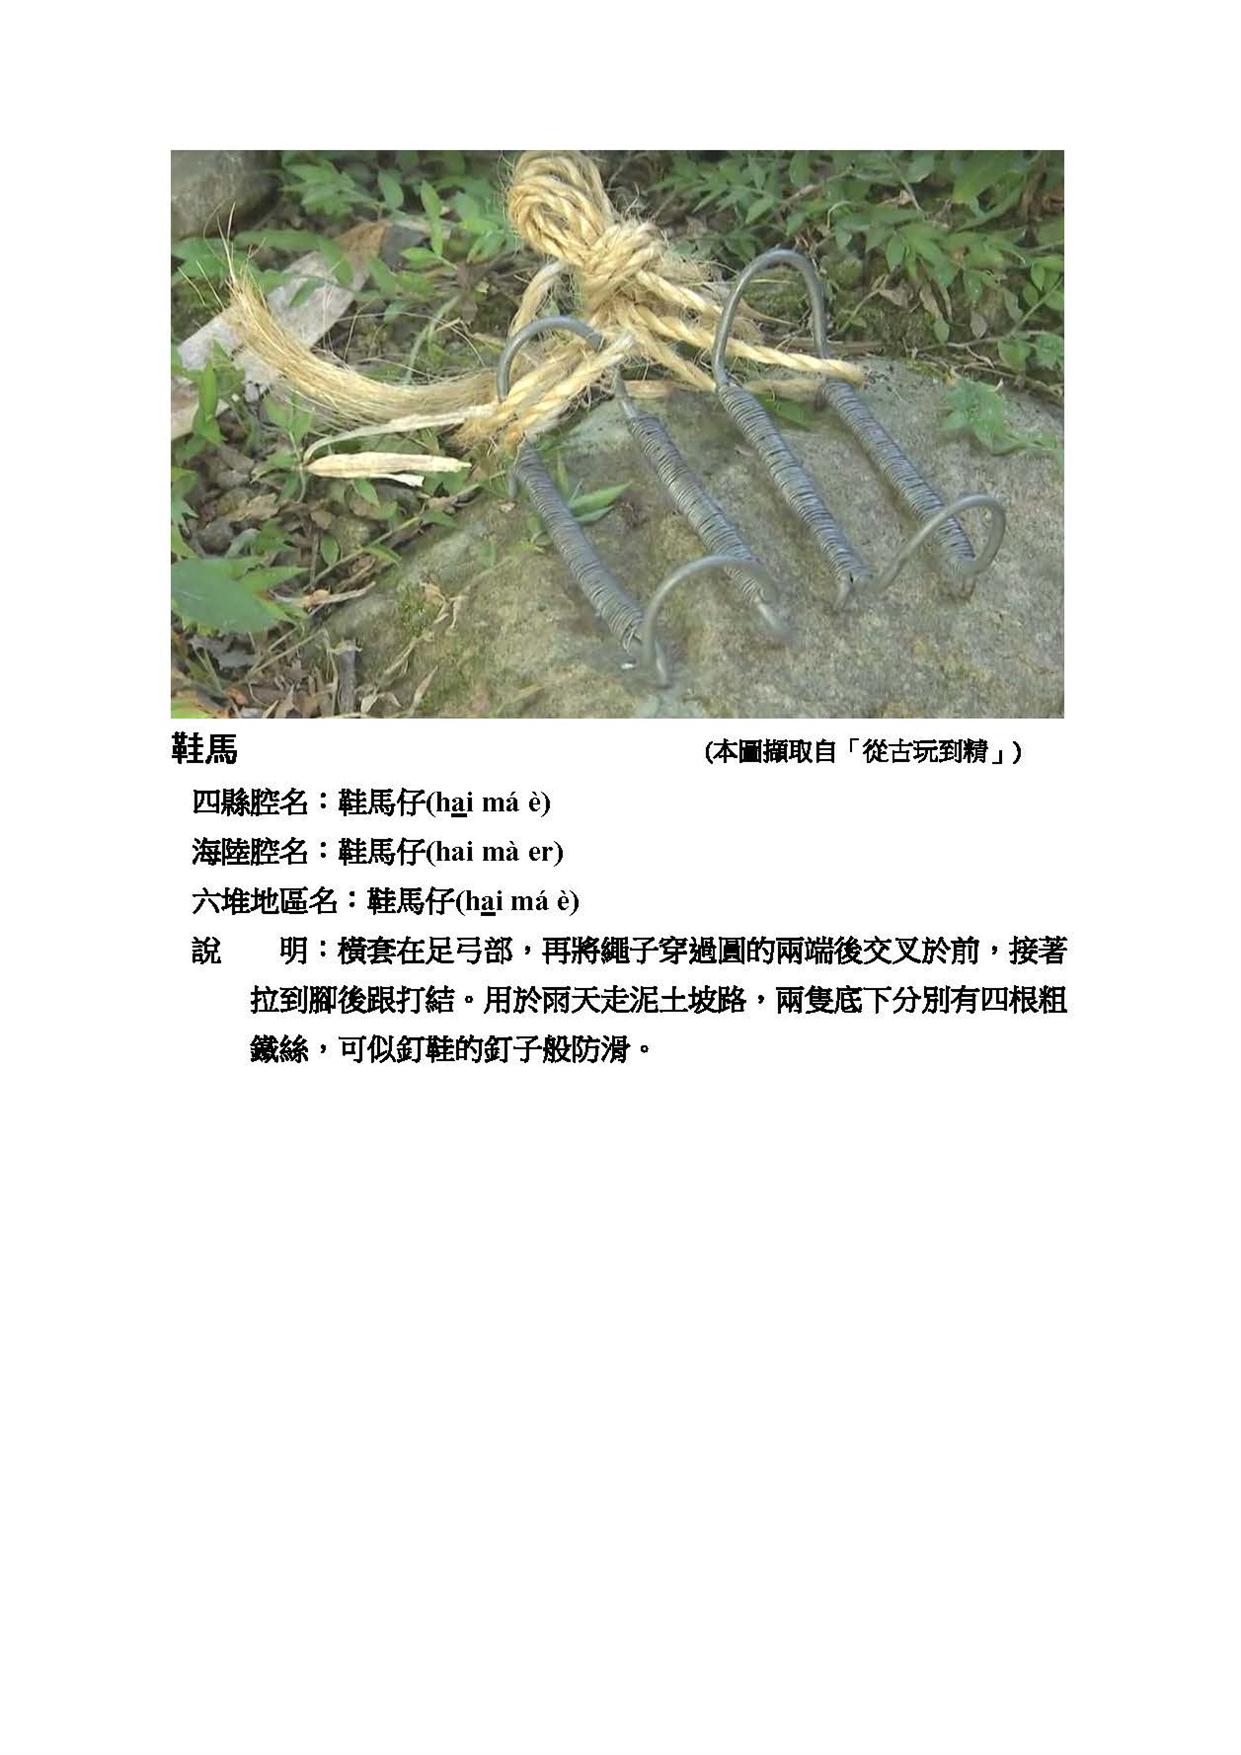 鞋馬 (本圖擷取自「從古玩到精」)
四縣腔名：鞋馬仔(ha̲i má è)
海陸腔名：鞋馬仔(hai mà er)
六堆地區名：鞋馬仔(ha̲i má è)
說　　明：橫套在足弓部，再將繩子穿過圓的兩端後交叉於前，接著
拉到腳後跟打結。用於雨天走泥土坡路，兩隻底下分別有四根粗
鐵絲，可似釘鞋的釘子般防滑。